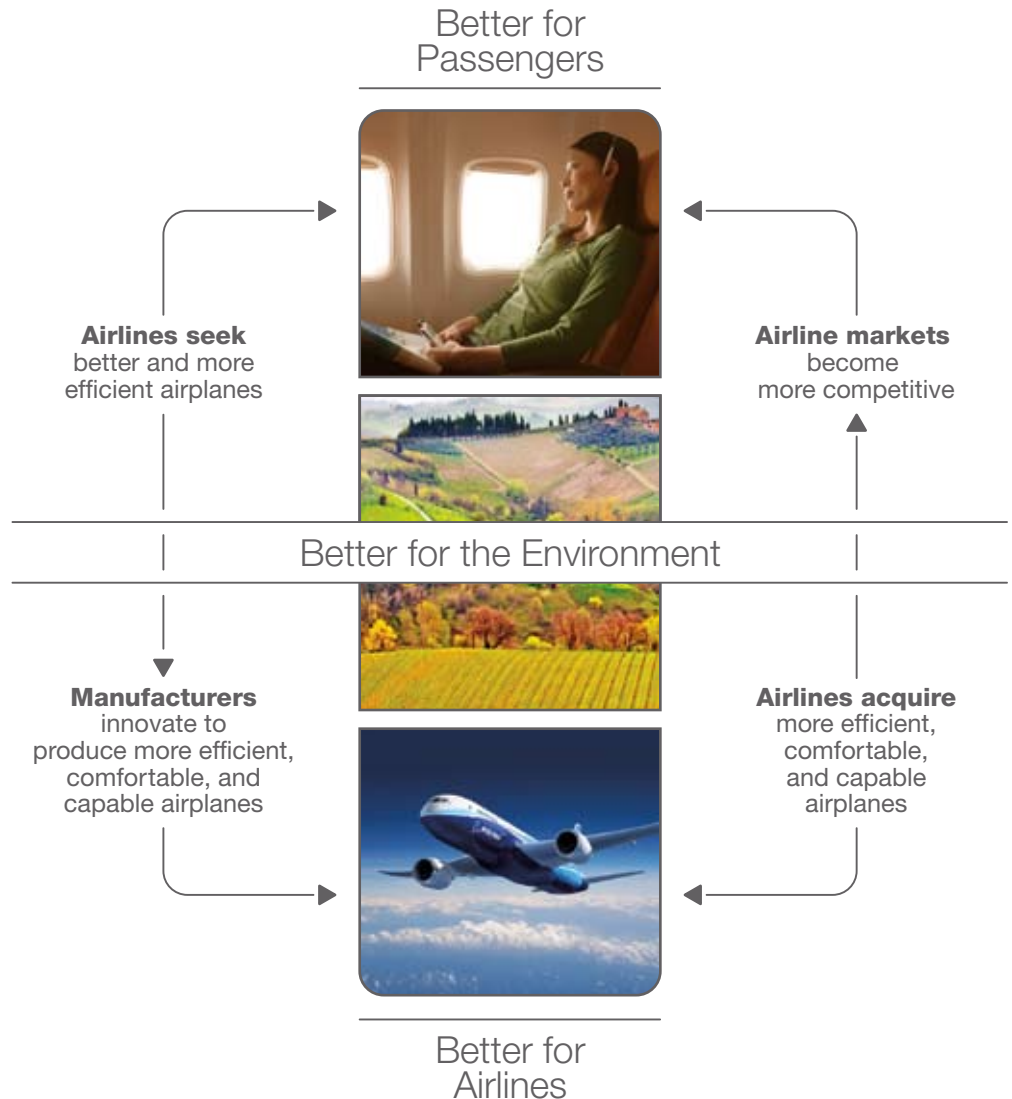 Better for
Passengers
Airlines seek
better and more
efficient airplanes
Airline markets
become
more competitive
Better for the Environment
Manufacturers
innovate to
produce more efficient,
comfortable, and
capable airplanes
Airlines acquire
more efficient,
comfortable,
and capable
airplanes
Better for
Airlines